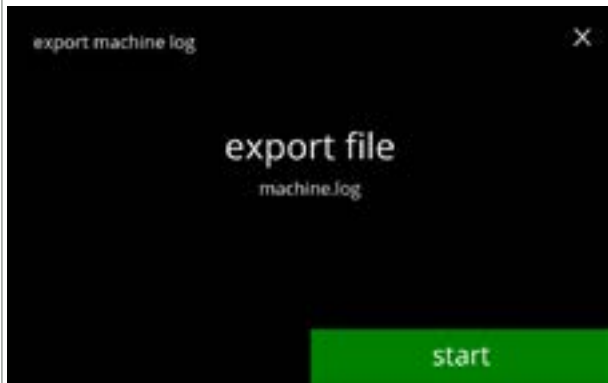 export machine log
export file
machine.log
start